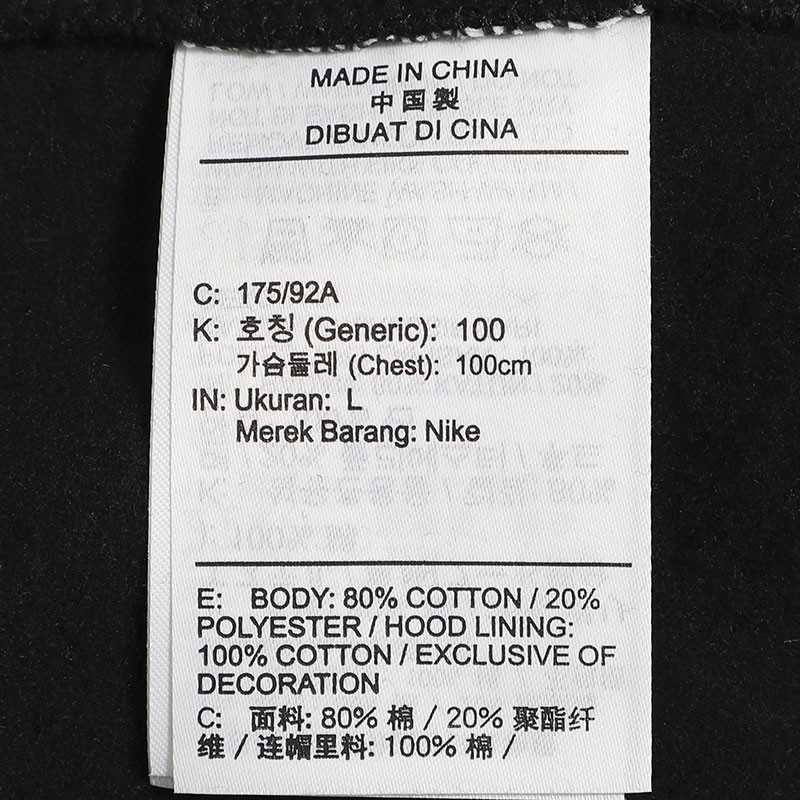 MADE IN CHINA
中国製
DIBUAT DI CINA
C: 175/92A
K: 호칭 (Generic): 100
가슴둘레 (Chest): 100cm
IN: Ukuran: L
Merek Barang: Nike
E: BODY: 80% COTTON / 20%
POLYESTER / HOOD LINING:
100% COTTON / EXCLUSIVE OF
DECORATION
C: 面料: 80% 棉 / 20% 聚酯纤
维 / 连帽里料: 100% 棉 /